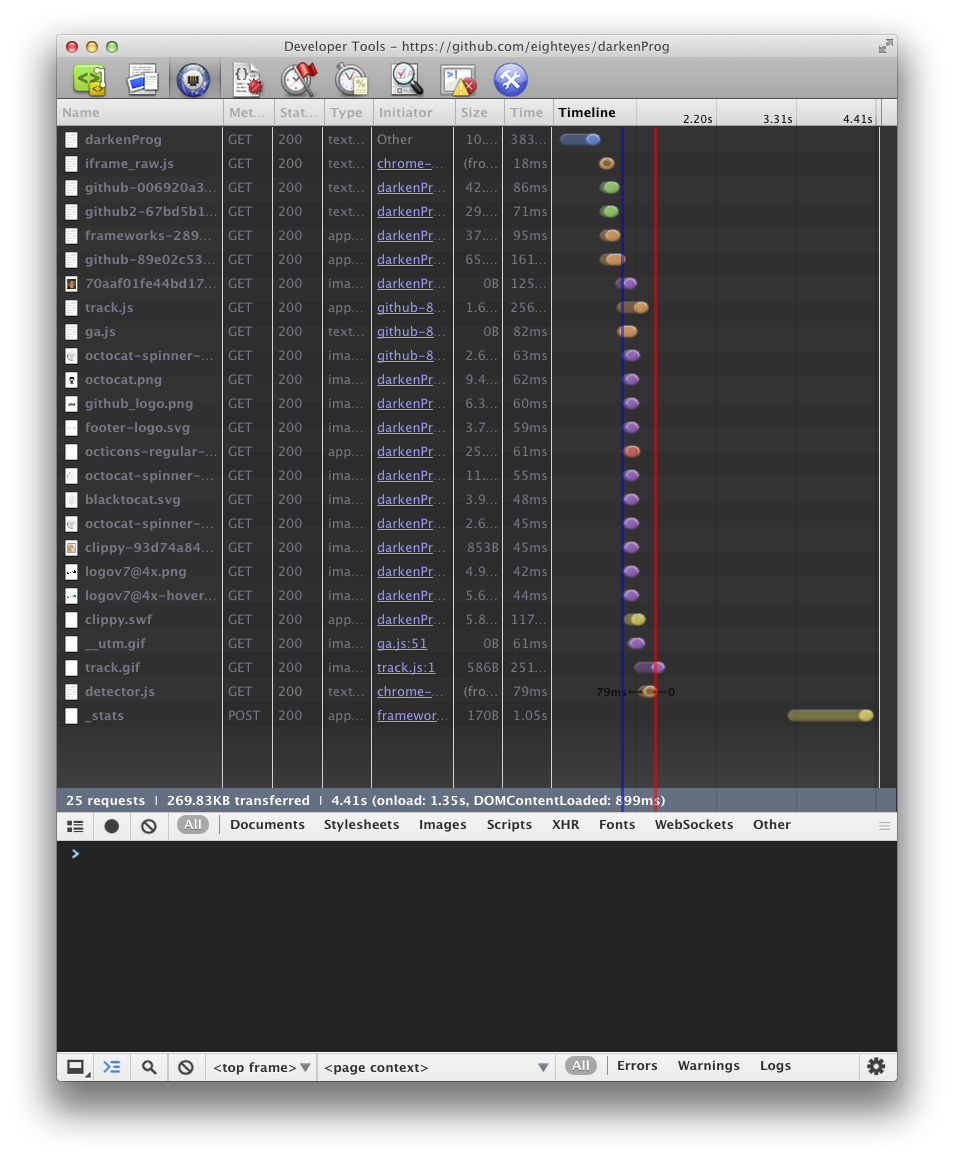 Developer Tools - https://github.com/eighteyes/darkenProg
Name Met... Stat... Type Initiator Size Time Timeline 2.20s 3.31s 4.41s
darkenProg GET 200 text... Other 10.... 383...
iframe_raw.js GET 200 text... chrome-... (fro... 18ms
github-006920a3... GET 200 text... darkenPr... 42.... 86ms
github2-67bd5b1... GET 200 text... darkenPr... 29.... 71ms
frameworks-289... GET 200 app... darkenPr... 37.... 95ms
github-89e02c53... GET 200 app... darkenPr... 65.... 161...
70aaf01fe44bd17... GET 200 ima... darkenPr... 0B 125...
track.js GET 200 app... github-8... 1.6... 256...
ga.js GET 200 text... github-8... 0B 82ms
octocat-spinner-... GET 200 ima... github-8... 2.6... 63ms
octocat.png GET 200 ima... darkenPr... 9.4... 62ms
github_logo.png GET 200 ima... darkenPr... 6.3... 60ms
footer-logo.svg GET 200 ima... darkenPr... 3.7... 59ms
octicons-regular-... GET 200 app... darkenPr... 25.... 61ms
octocat-spinner-... GET 200 ima... darkenPr... 11.... 55ms
blacktocat.svg GET 200 ima... darkenPr... 3.9... 48ms
octocat-spinner-... GET 200 ima... darkenPr... 2.6... 45ms
clippy-93d74a84... GET 200 ima... darkenPr... 853B 45ms
logov7@4x.png GET 200 ima... darkenPr... 4.9... 42ms
logov7@4x-hover... GET 200 ima... darkenPr... 5.6... 44ms
clippy.swf GET 200 app... darkenPr... 5.8... 117...
__utm.gif GET 200 ima... ga.js:51 0B 61ms
track.gif GET 200 ima... track.js:1 586B 251...
detector.js GET 200 text... chrome-... (fro... 79ms 79ms 0
_stats POST 200 app... framewor... 170B 1.05s
25 requests | 269.83KB transferred | 4.41s (onload: 1.35s, DOMContentLoaded: 899ms)
All Documents Stylesheets Images Scripts XHR Fonts WebSockets Other
>
<top frame> <page context> All Errors Warnings Logs